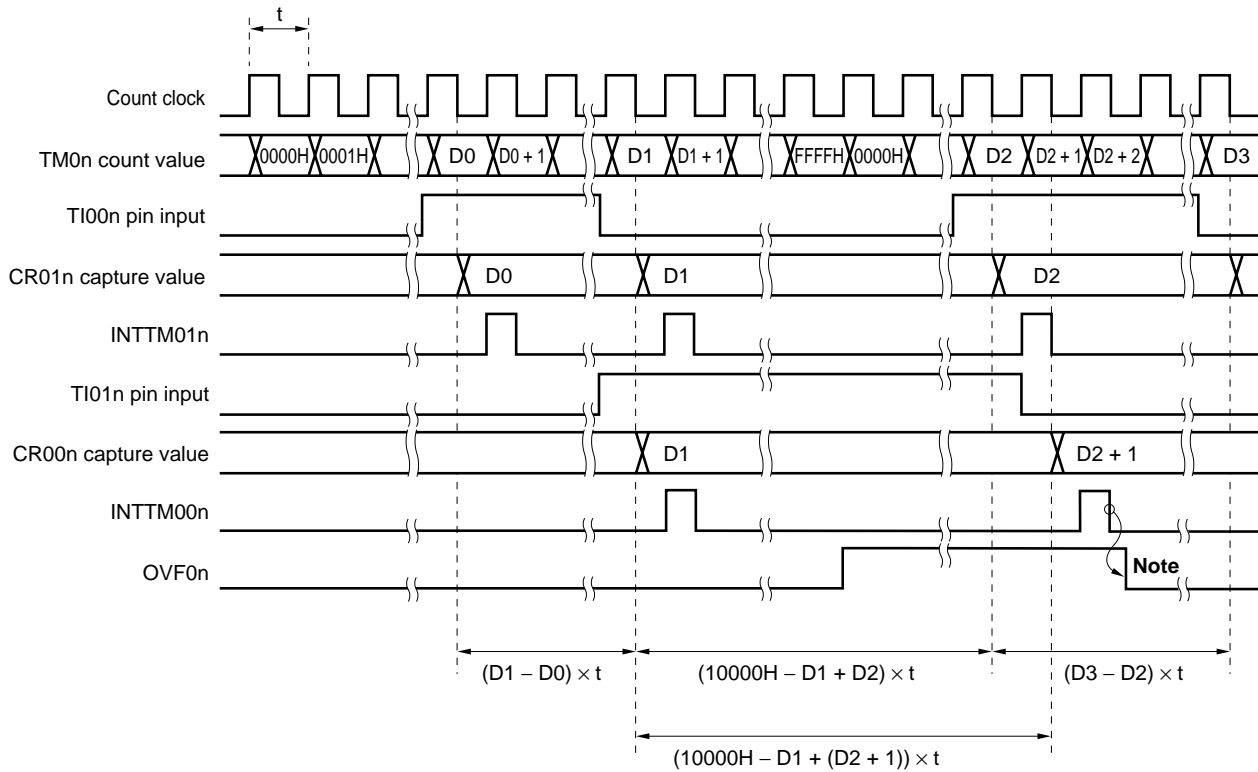 t
Count clock
TM0n count value 0000H 0001H D0 D0 + 1 D1 D1 + 1 FFFFH 0000H D2 D2 + 1 D2 + 2 D3
TI00n pin input
CR01n capture value D0 D1 D2
INTTM01n
TI01n pin input
CR00n capture value D1 D2 + 1
INTTM00n
OVF0n Note
(D1 − D0) × t (10000H − D1 + D2) × t (D3 − D2) × t
(10000H − D1 + (D2 + 1)) × t